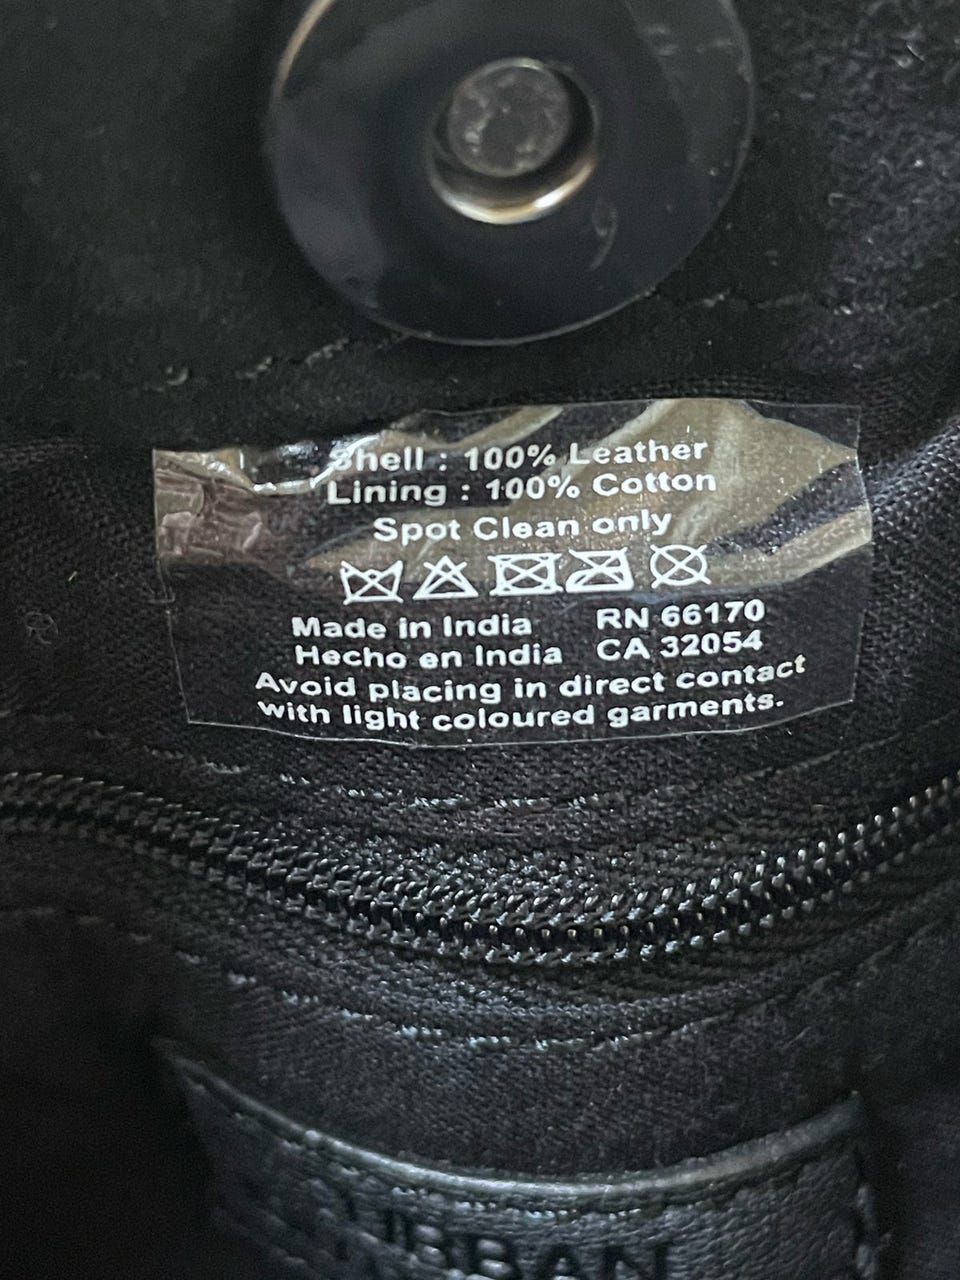 Shell : 100% Leather
Lining : 100% Cotton
Spot Clean only
Made in India RN 66170
Hecho en India CA 32054
Avoid placing in direct contact
with light coloured garments.